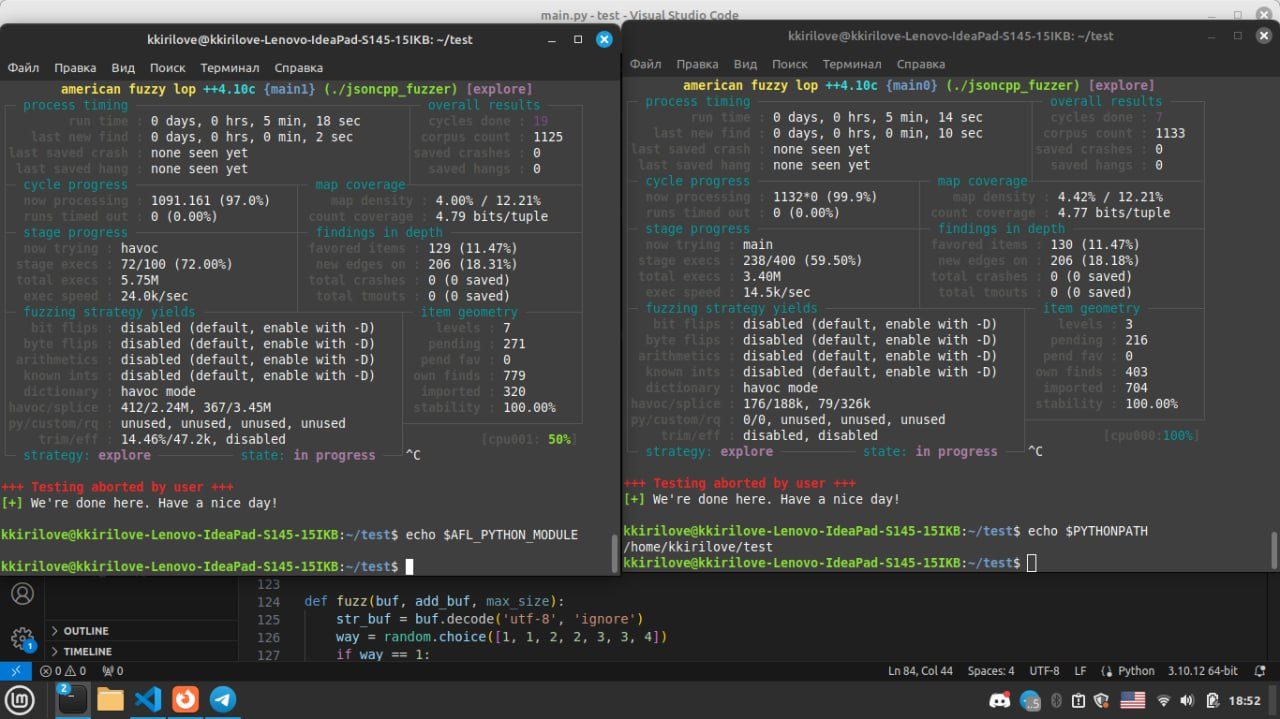 main.py - test - Visual Studio Code
kkirilove@kkirilove-Lenovo-IdeaPad-S145-15IKB: ~/test
Файл Правка Вид Поиск Терминал Справка
american fuzzy lop ++4.10c {main1} (./jsoncpp_fuzzer) [explore]
process timing overall results
run time : 0 days, 0 hrs, 5 min, 18 sec cycles done : 19
last new find : 0 days, 0 hrs, 0 min, 2 sec corpus count : 1125
last saved crash : none seen yet saved crashes : 0
last saved hang : none seen yet saved hangs : 0
cycle progress map coverage
now processing : 1091.161 (97.0%) map density : 4.00% / 12.21%
runs timed out : 0 (0.00%) count coverage : 4.79 bits/tuple
stage progress findings in depth
now trying : havoc favored items : 129 (11.47%)
stage execs : 72/100 (72.00%) new edges on : 206 (18.31%)
total execs : 5.75M total crashes : 0 (0 saved)
exec speed : 24.0k/sec total tmouts : 0 (0 saved)
fuzzing strategy yields item geometry
bit flips : disabled (default, enable with -D) levels : 7
byte flips : disabled (default, enable with -D) pending : 271
arithmetics : disabled (default, enable with -D) pend fav : 0
known ints : disabled (default, enable with -D) own finds : 779
dictionary : havoc mode imported : 320
havoc/splice : 412/2.24M, 367/3.45M stability : 100.00%
py/custom/rq : unused, unused, unused, unused
trim/eff : 14.46%/47.2k, disabled [cpu001: 50%]
strategy: explore state: in progress ^C
+++ Testing aborted by user +++
[+] We're done here. Have a nice day!
kkirilove@kkirilove-Lenovo-IdeaPad-S145-15IKB:~/test$ echo $AFL_PYTHON_MODULE
kkirilove@kkirilove-Lenovo-IdeaPad-S145-15IKB:~/test$
kkirilove@kkirilove-Lenovo-IdeaPad-S145-15IKB: ~/test
Файл Правка Вид Поиск Терминал Справка
american fuzzy lop ++4.10c {main0} (./jsoncpp_fuzzer) [explore]
process timing overall results
run time : 0 days, 0 hrs, 5 min, 14 sec cycles done : 7
last new find : 0 days, 0 hrs, 0 min, 10 sec corpus count : 1133
last saved crash : none seen yet saved crashes : 0
last saved hang : none seen yet saved hangs : 0
cycle progress map coverage
now processing : 1132*0 (99.9%) map density : 4.42% / 12.21%
runs timed out : 0 (0.00%) count coverage : 4.77 bits/tuple
stage progress findings in depth
now trying : main favored items : 130 (11.47%)
stage execs : 238/400 (59.50%) new edges on : 206 (18.18%)
total execs : 3.40M total crashes : 0 (0 saved)
exec speed : 14.5k/sec total tmouts : 0 (0 saved)
fuzzing strategy yields item geometry
bit flips : disabled (default, enable with -D) levels : 3
byte flips : disabled (default, enable with -D) pending : 216
arithmetics : disabled (default, enable with -D) pend fav : 0
known ints : disabled (default, enable with -D) own finds : 403
dictionary : havoc mode imported : 704
havoc/splice : 176/188k, 79/326k stability : 100.00%
py/custom/rq : 0/0, unused, unused, unused
trim/eff : disabled, disabled [cpu000:100%]
strategy: explore state: in progress ^C
+++ Testing aborted by user +++
[+] We're done here. Have a nice day!
kkirilove@kkirilove-Lenovo-IdeaPad-S145-15IKB:~/test$ echo $PYTHONPATH
/home/kkirilove/test
kkirilove@kkirilove-Lenovo-IdeaPad-S145-15IKB:~/test$
OUTLINE
TIMELINE
1
123
124 def fuzz(buf, add_buf, max_size):
125 str_buf = buf.decode('utf-8', 'ignore')
126 way = random.choice([1, 1, 2, 2, 3, 3, 4])
127 if way == 1:
0 0 0 Ln 84, Col 44 Spaces: 4 UTF-8 LF Python 3.10.12 64-bit
2 18:52